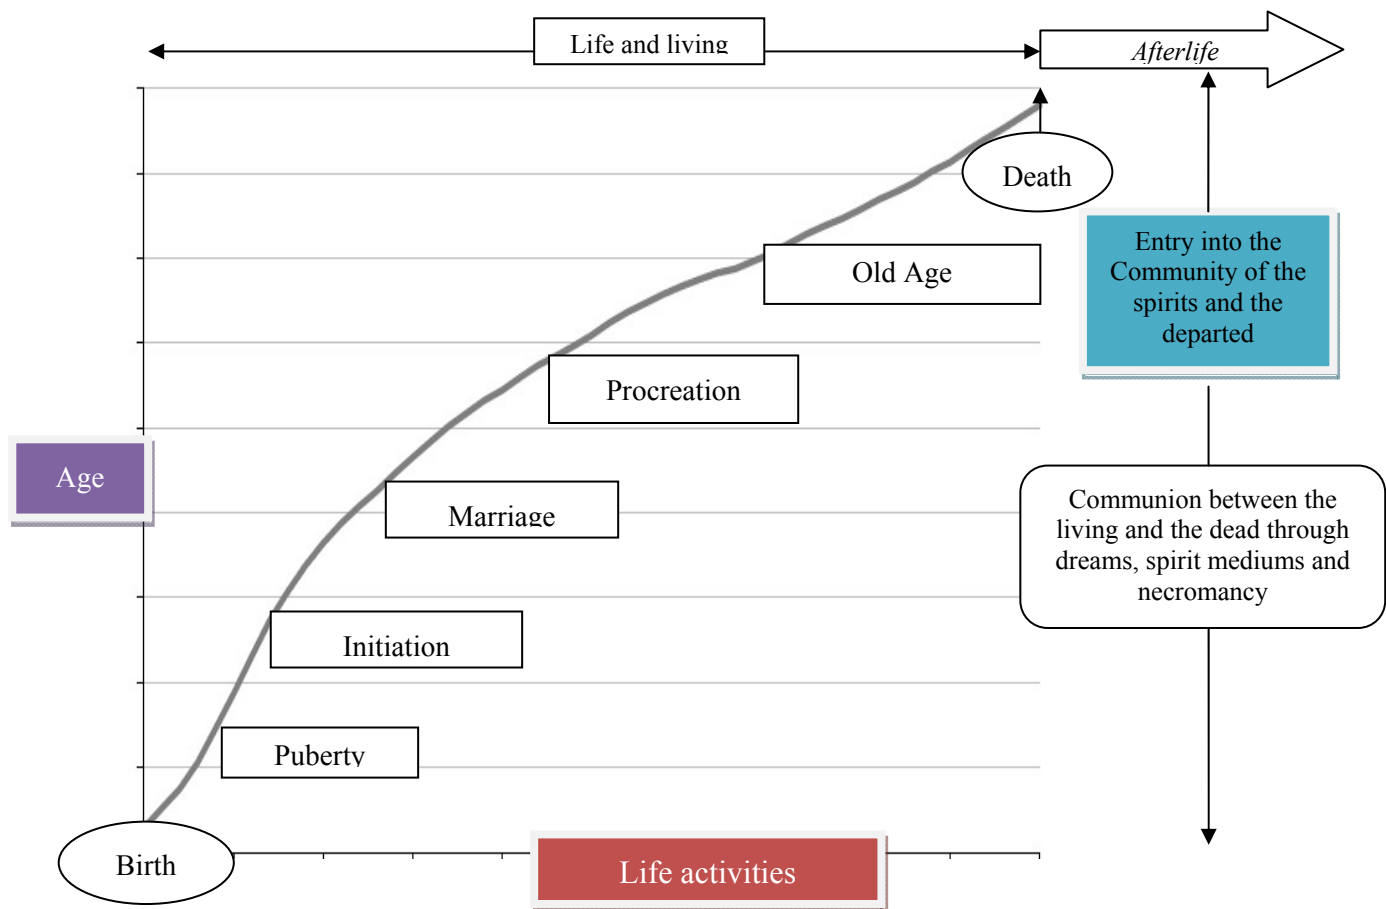 Life and living
Afterlife
Death
Entry into the
Community of the
spirits and the
departed
Old Age
Procreation
Age
Marriage
Communion between the
living and the dead through
dreams, spirit mediums and
necromancy
Initiation
Puberty
Birth
Life activities